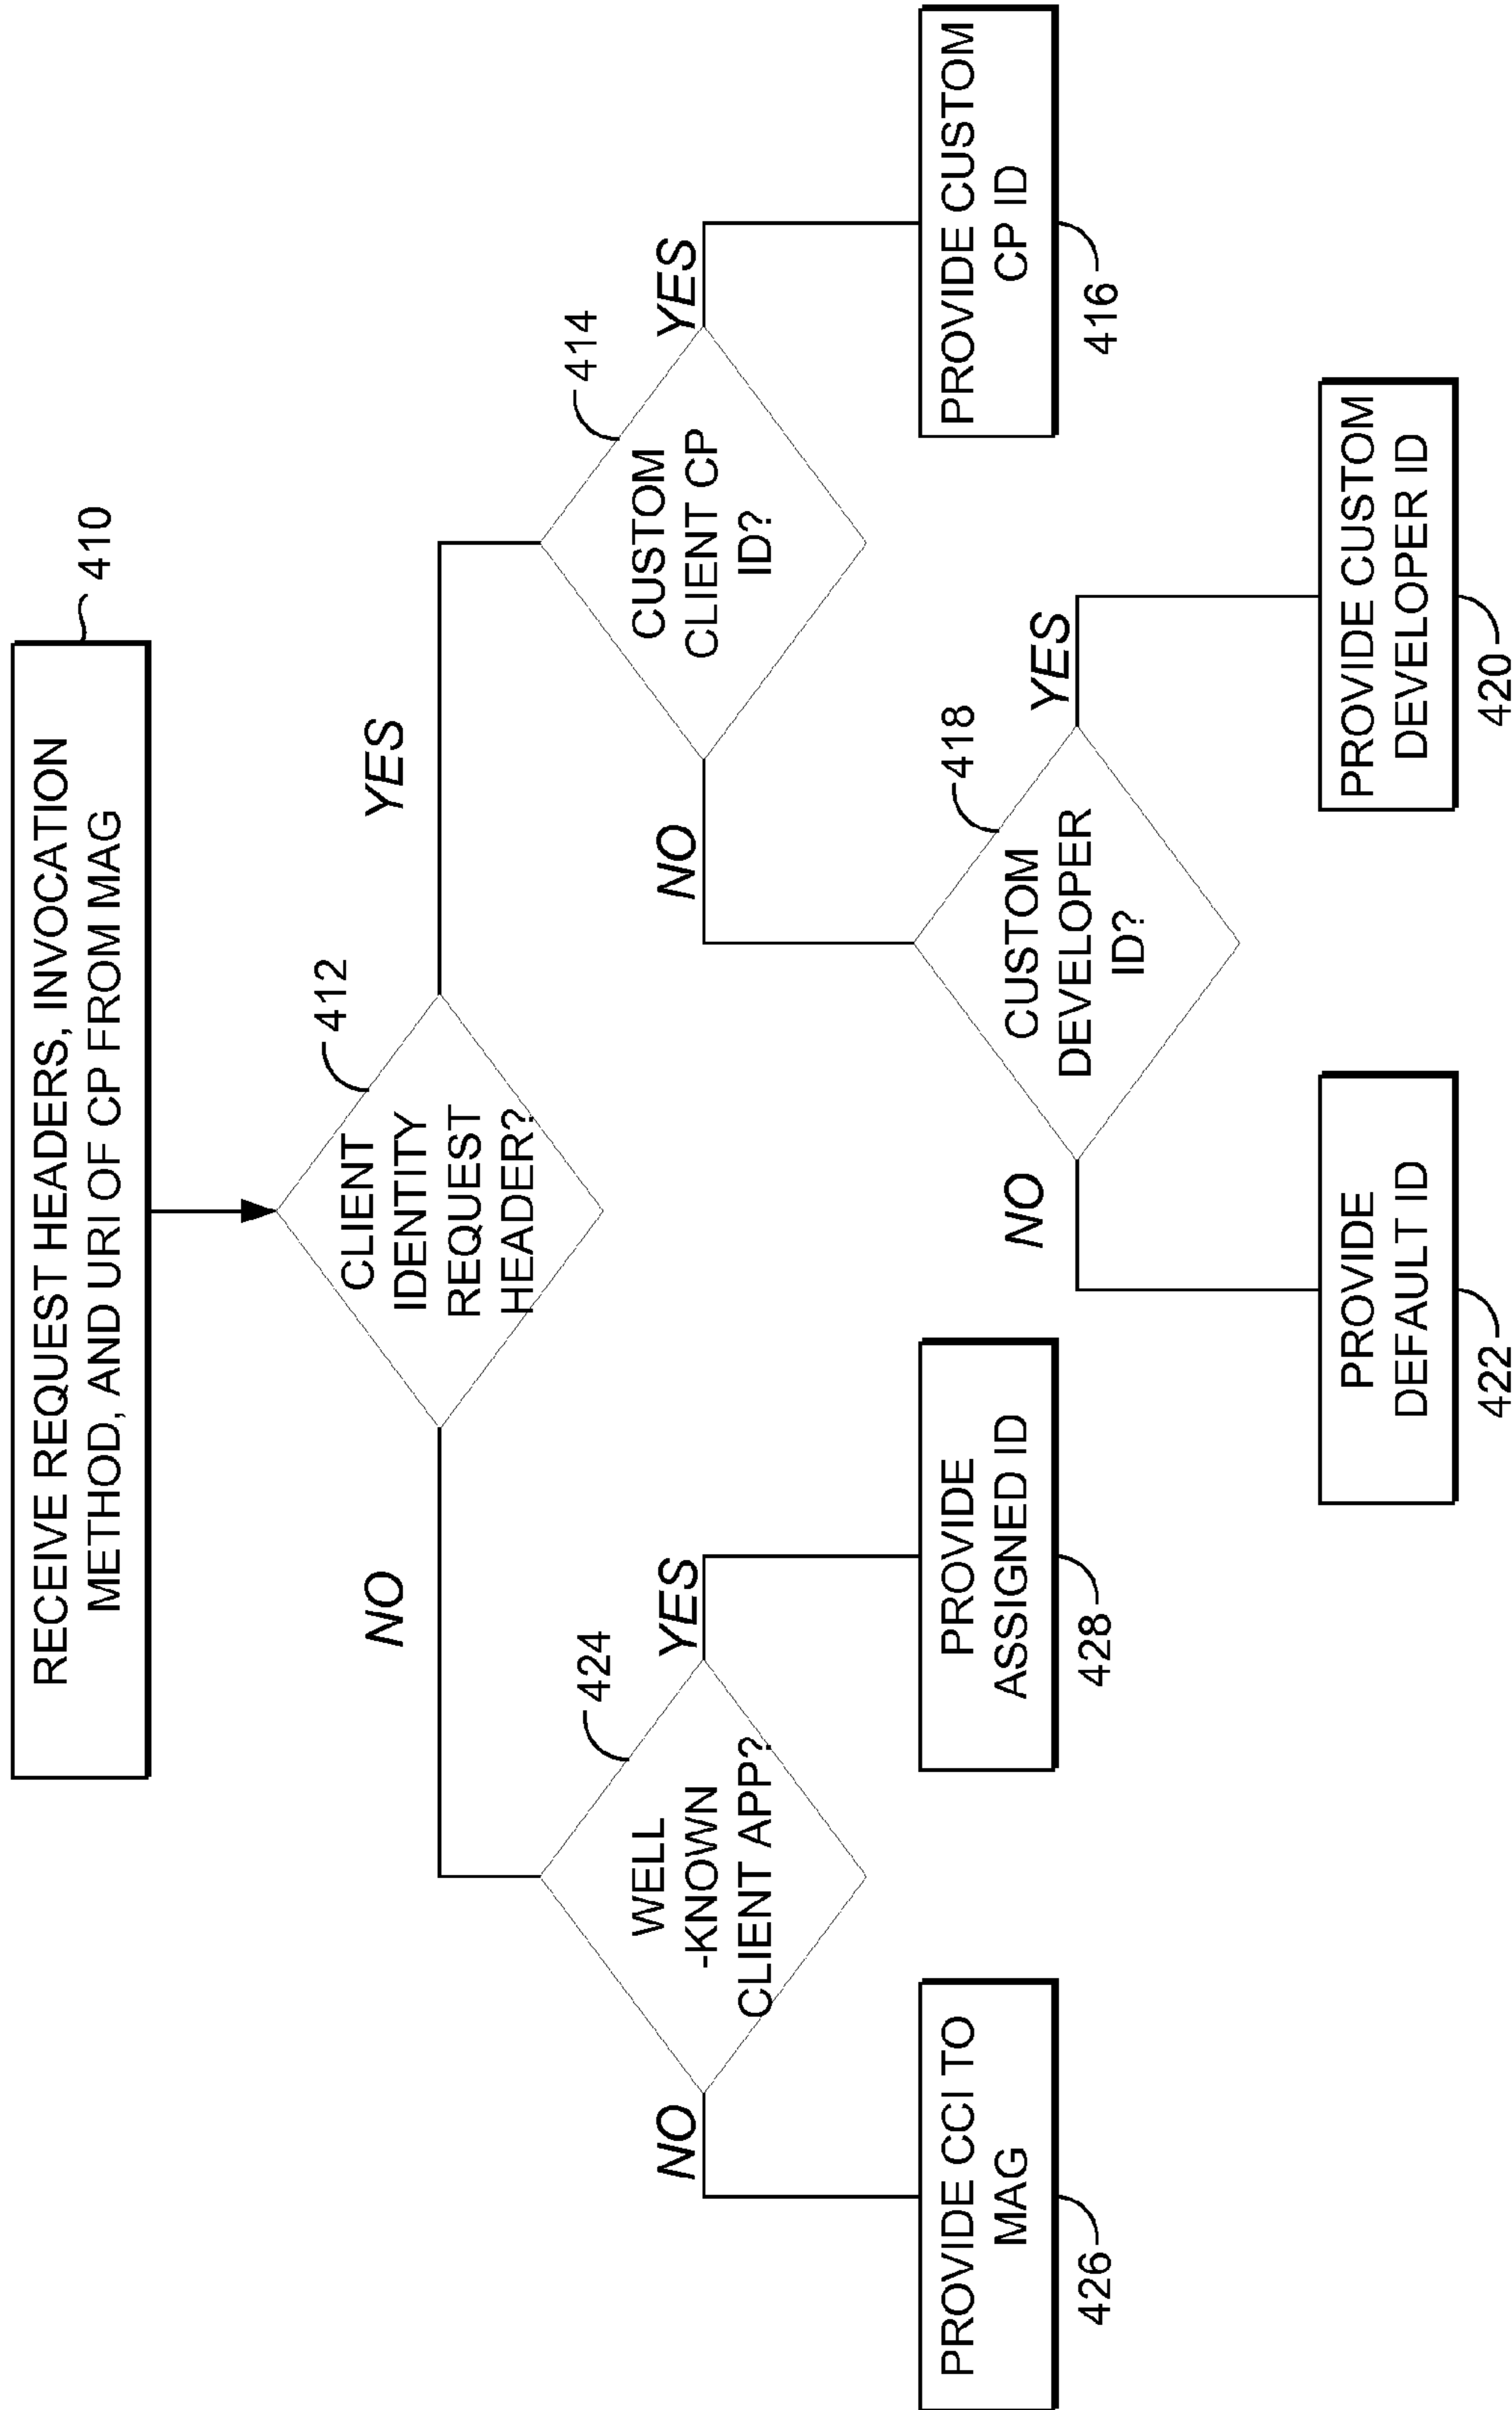 RECEIVE REQUEST HEADERS, INVOCATION
METHOD, AND URI OF CP FROM MAG
410
CLIENT
IDENTITY
REQUEST
HEADER?
412
NO
YES
WELL
-KNOWN
CLIENT APP?
424
NO
YES
CUSTOM
CLIENT CP
ID?
414
NO
YES
PROVIDE CCI TO
MAG
426
PROVIDE
ASSIGNED ID
428
CUSTOM
DEVELOPER
ID?
418
NO
YES
PROVIDE CUSTOM
CP ID
416
PROVIDE
DEFAULT ID
422
PROVIDE CUSTOM
DEVELOPER ID
420